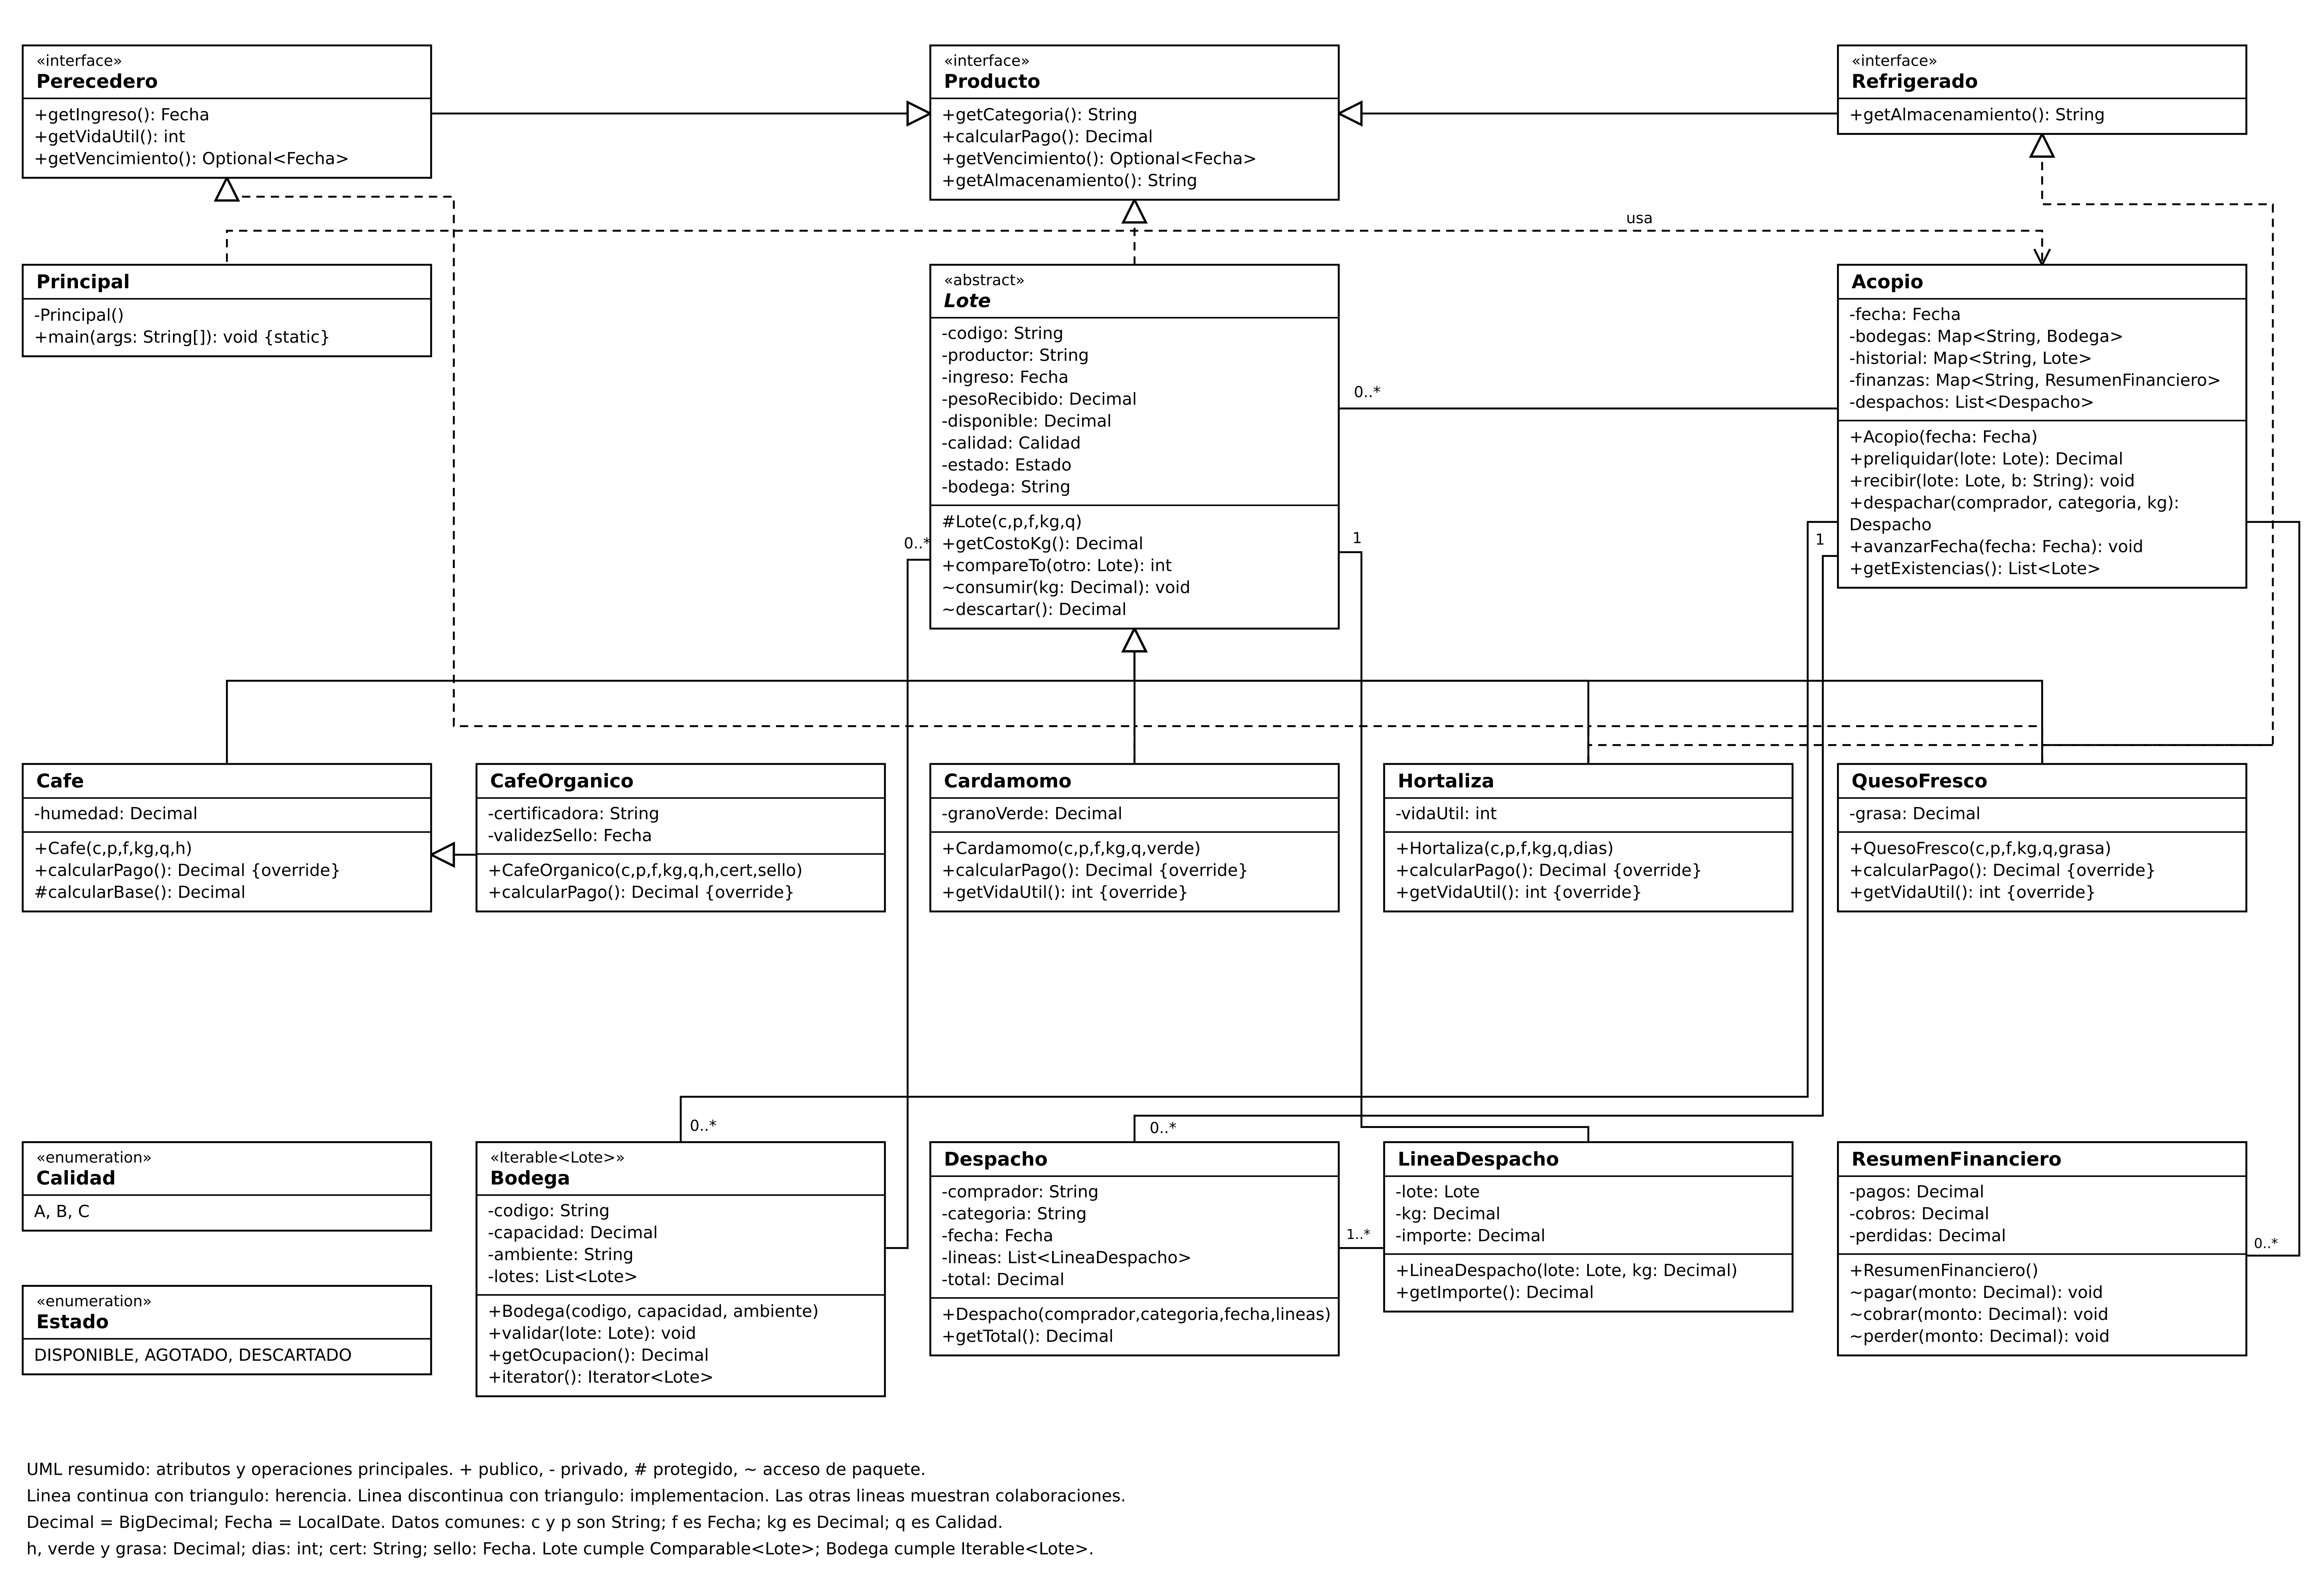 «interface»
Perecedero
+getIngreso(): Fecha
+getVidaUtil(): int
+getVencimiento(): Optional<Fecha>
«interface»
Producto
+getCategoria(): String
+calcularPago(): Decimal
+getVencimiento(): Optional<Fecha>
+getAlmacenamiento(): String
«interface»
Refrigerado
+getAlmacenamiento(): String
usa
Principal
-Principal()
+main(args: String[]): void {static}
«abstract»
Lote
-codigo: String
-productor: String
-ingreso: Fecha
-pesoRecibido: Decimal
-disponible: Decimal
-calidad: Calidad
-estado: Estado
-bodega: String
#Lote(c,p,f,kg,q)
+getCostoKg(): Decimal
+compareTo(otro: Lote): int
~consumir(kg: Decimal): void
~descartar(): Decimal
0..*
0..*
1
Acopio
-fecha: Fecha
-bodegas: Map<String, Bodega>
-historial: Map<String, Lote>
-finanzas: Map<String, ResumenFinanciero>
-despachos: List<Despacho>
+Acopio(fecha: Fecha)
+preliquidar(lote: Lote): Decimal
+recibir(lote: Lote, b: String): void
+despachar(comprador, categoria, kg):
Despacho
+avanzarFecha(fecha: Fecha): void
+getExistencias(): List<Lote>
1
Cafe
-humedad: Decimal
+Cafe(c,p,f,kg,q,h)
+calcularPago(): Decimal {override}
#calcularBase(): Decimal
CafeOrganico
-certificadora: String
-validezSello: Fecha
+CafeOrganico(c,p,f,kg,q,h,cert,sello)
+calcularPago(): Decimal {override}
Cardamomo
-granoVerde: Decimal
+Cardamomo(c,p,f,kg,q,verde)
+calcularPago(): Decimal {override}
+getVidaUtil(): int {override}
Hortaliza
-vidaUtil: int
+Hortaliza(c,p,f,kg,q,dias)
+calcularPago(): Decimal {override}
+getVidaUtil(): int {override}
QuesoFresco
-grasa: Decimal
+QuesoFresco(c,p,f,kg,q,grasa)
+calcularPago(): Decimal {override}
+getVidaUtil(): int {override}
0..*
0..*
«enumeration»
Calidad
A, B, C
«enumeration»
Estado
DISPONIBLE, AGOTADO, DESCARTADO
«Iterable<Lote>»
Bodega
-codigo: String
-capacidad: Decimal
-ambiente: String
-lotes: List<Lote>
+Bodega(codigo, capacidad, ambiente)
+validar(lote: Lote): void
+getOcupacion(): Decimal
+iterator(): Iterator<Lote>
Despacho
-comprador: String
-categoria: String
-fecha: Fecha
-lineas: List<LineaDespacho>
-total: Decimal
+Despacho(comprador,categoria,fecha,lineas)
+getTotal(): Decimal
1..*
LineaDespacho
-lote: Lote
-kg: Decimal
-importe: Decimal
+LineaDespacho(lote: Lote, kg: Decimal)
+getImporte(): Decimal
ResumenFinanciero
-pagos: Decimal
-cobros: Decimal
-perdidas: Decimal
+ResumenFinanciero()
~pagar(monto: Decimal): void
~cobrar(monto: Decimal): void
~perder(monto: Decimal): void
0..*
UML resumido: atributos y operaciones principales. + publico, - privado, # protegido, ~ acceso de paquete.
Linea continua con triangulo: herencia. Linea discontinua con triangulo: implementacion. Las otras lineas muestran colaboraciones.
Decimal = BigDecimal; Fecha = LocalDate. Datos comunes: c y p son String; f es Fecha; kg es Decimal; q es Calidad.
h, verde y grasa: Decimal; dias: int; cert: String; sello: Fecha. Lote cumple Comparable<Lote>; Bodega cumple Iterable<Lote>.